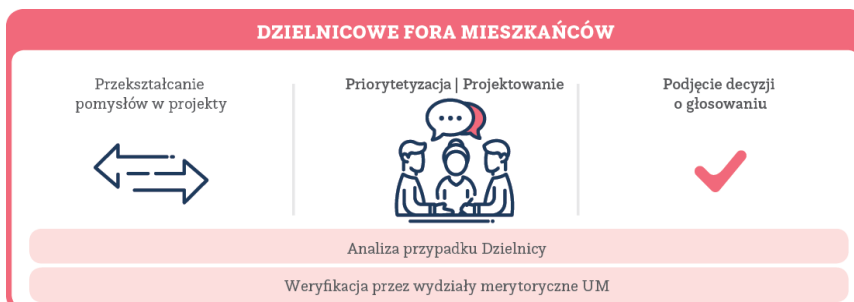 DZIELNICOWE FORA MIESZKAŃCÓW
Przekształcanie
pomysłów w projekty
Priorytetyzacja | Projektowanie
Podjęcie decyzji
o głosowaniu
Analiza przypadku Dzielnicy
Weryfikacja przez wydziały merytoryczne UM